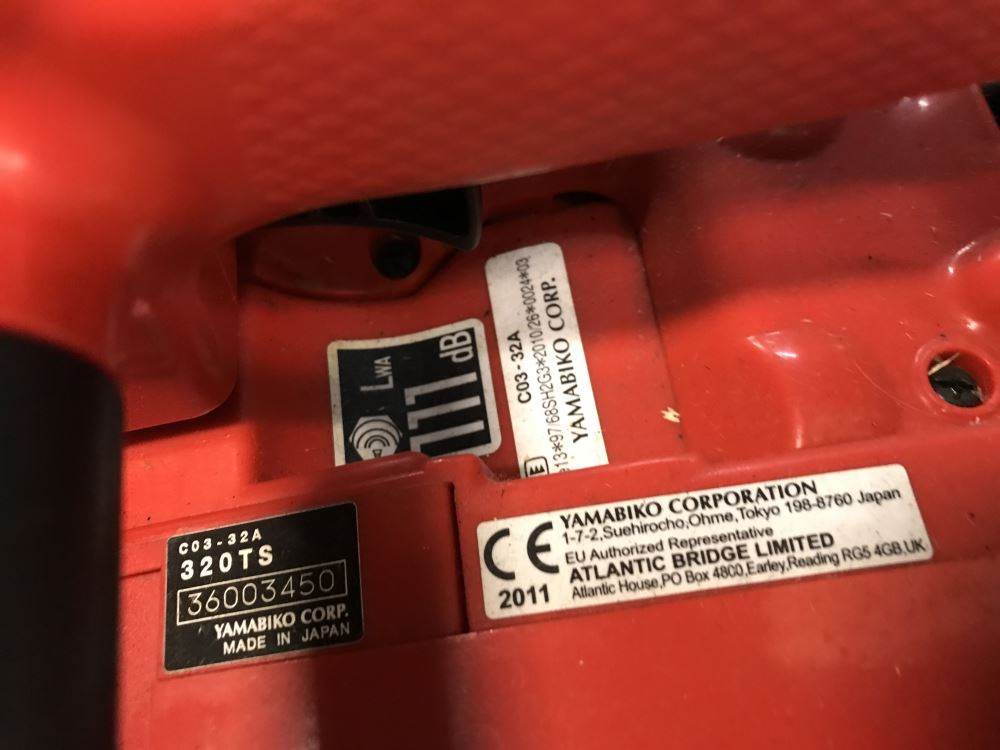 LWA
111 dB
C03-32A
e13*97/68SH2G3*2010/26*0024*03
YAMABIKO CORP.
C03-32A
320TS
36003450
YAMABIKO CORP.
MADE IN JAPAN
CE
2011
YAMABIKO CORPORATION
1-7-2,Suehirocho,Ohme,Tokyo 198-8760 Japan
EU Authorized Representative
ATLANTIC BRIDGE LIMITED
Atlantic House,PO Box 4800,Earley,Reading RG5 4GB,UK